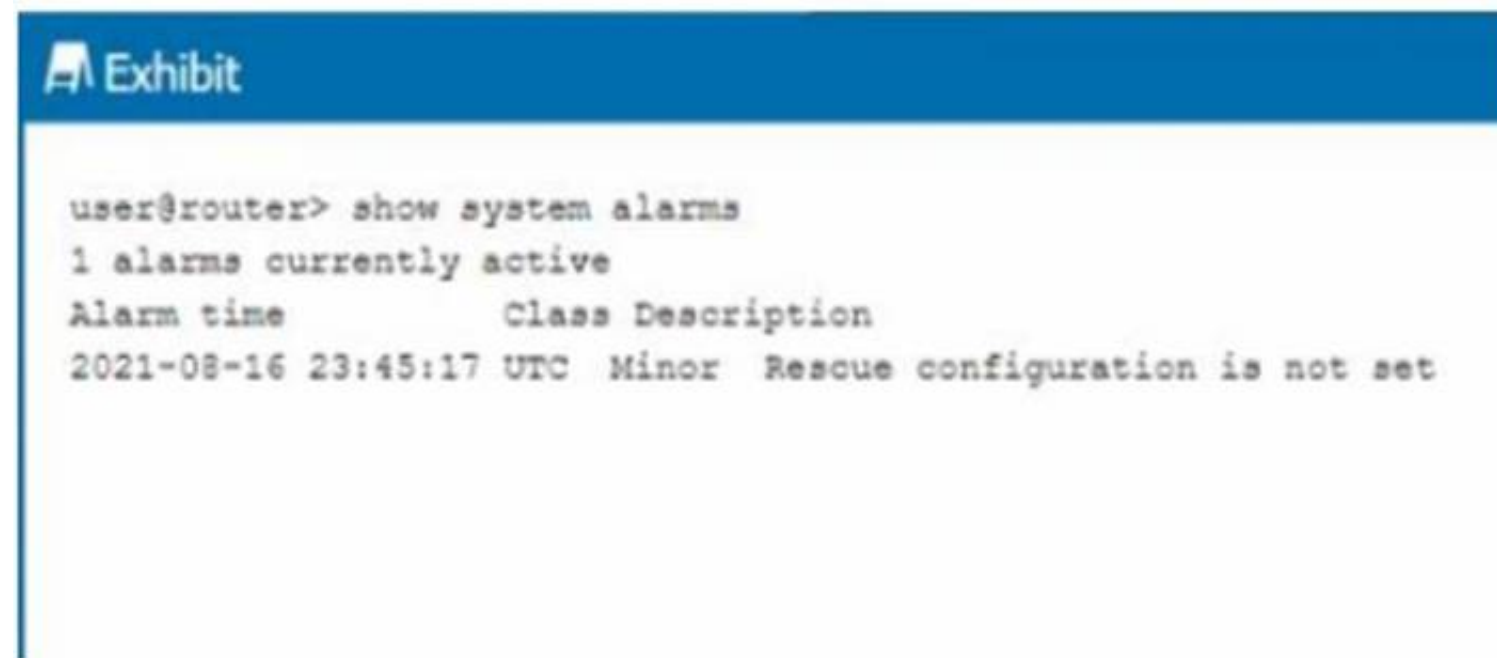 Exhibit
user@router> show system alarms
1 alarms currently active
Alarm time Class Description
2021-08-16 23:45:17 UTC Minor Rescue configuration is not set